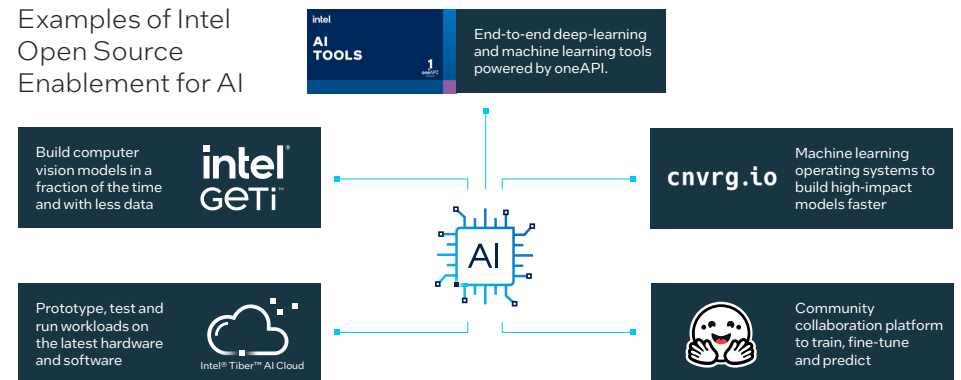 Examples of Intel
Open Source
Enablement for AI
intel
AI
TOOLS
1
oneAPI
End-to-end deep-learning
and machine learning tools
powered by oneAPI.
Build computer
vision models in a
fraction of the time
and with less data
intel®
GETi™
cnvrg.io
Machine learning
operating systems to
build high-impact
models faster
AI
Prototype, test and
run workloads on
the latest hardware
and software
Intel® Tiber™ AI Cloud
Community
collaboration platform
to train, fine-tune
and predict